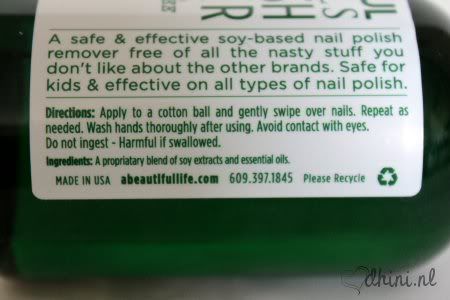 A safe & effective soy-based nail polish
remover free of all the nasty stuff you
don't like about the other brands. Safe for
kids & effective on all types of nail polish.
Directions: Apply to a cotton ball and gently swipe over nails. Repeat as
needed. Wash hands thoroughly after using. Avoid contact with eyes.
Do not ingest - Harmful if swallowed.
Ingredients: A propriatary blend of soy extracts and essential oils.
MADE IN USA abeautifullife.com 609.397.1845 Please Recycle
dhini.nl